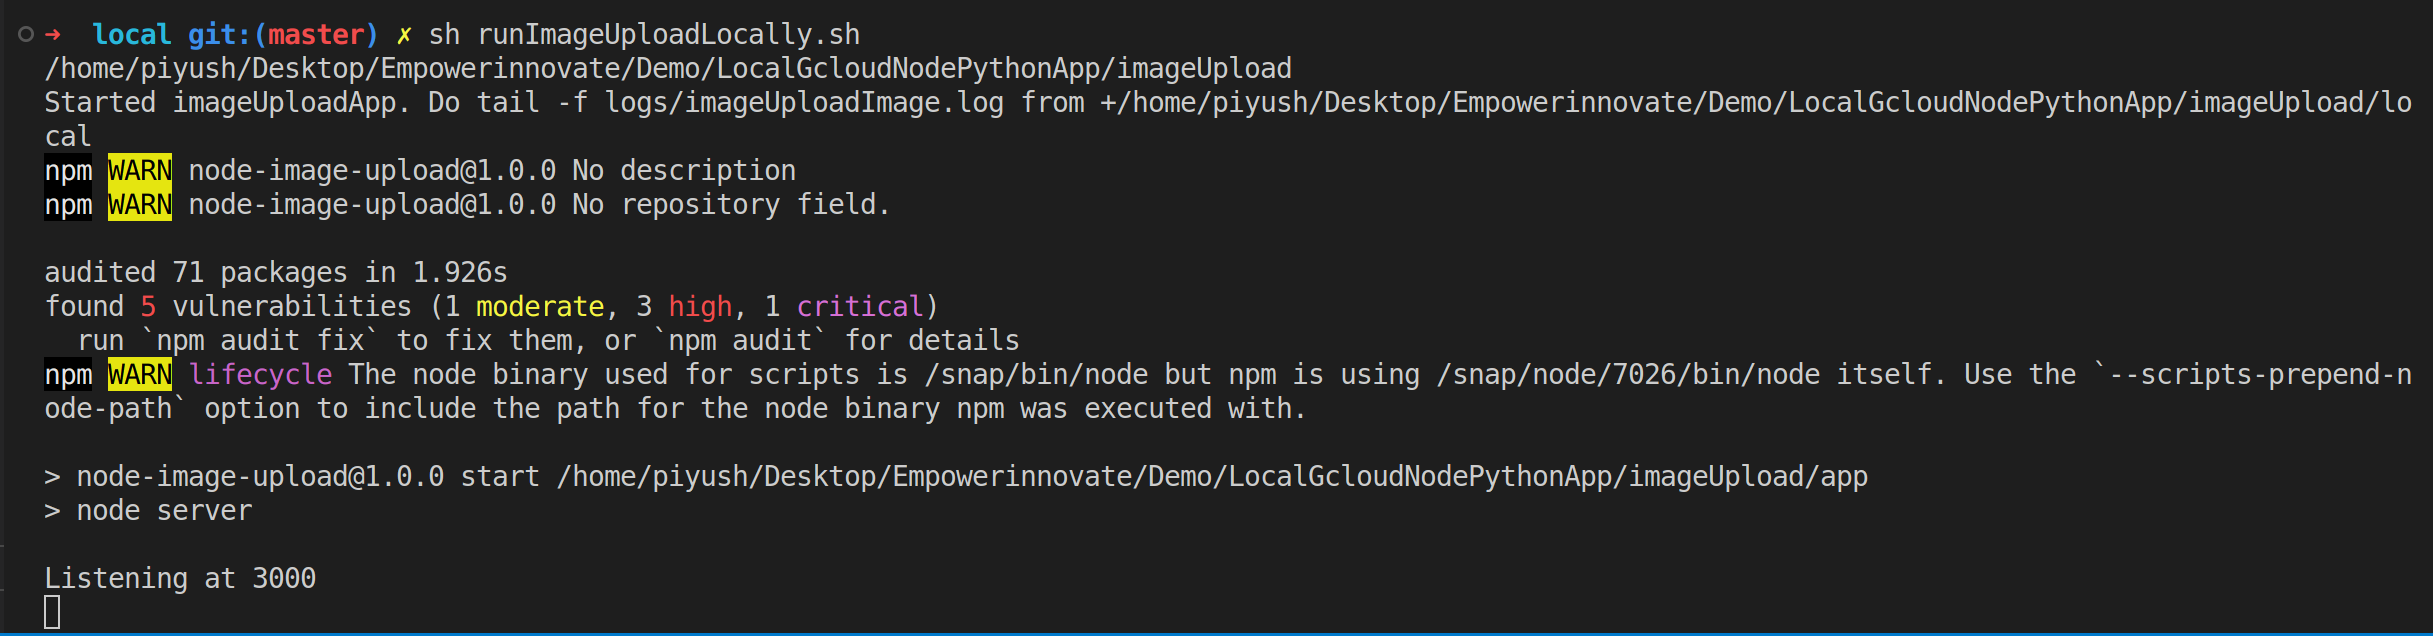 ➜  local git:(master) ✗ sh runImageUploadLocally.sh
/home/piyush/Desktop/Empowerinnovate/Demo/LocalGcloudNodePythonApp/imageUpload
Started imageUploadApp. Do tail -f logs/imageUploadImage.log from +/home/piyush/Desktop/Empowerinnovate/Demo/LocalGcloudNodePythonApp/imageUpload/lo
cal
npm WARN node-image-upload@1.0.0 No description
npm WARN node-image-upload@1.0.0 No repository field.

audited 71 packages in 1.926s
found 5 vulnerabilities (1 moderate, 3 high, 1 critical)
  run `npm audit fix` to fix them, or `npm audit` for details
npm WARN lifecycle The node binary used for scripts is /snap/bin/node but npm is using /snap/node/7026/bin/node itself. Use the `--scripts-prepend-n
ode-path` option to include the path for the node binary npm was executed with.

> node-image-upload@1.0.0 start /home/piyush/Desktop/Empowerinnovate/Demo/LocalGcloudNodePythonApp/imageUpload/app
> node server

Listening at 3000